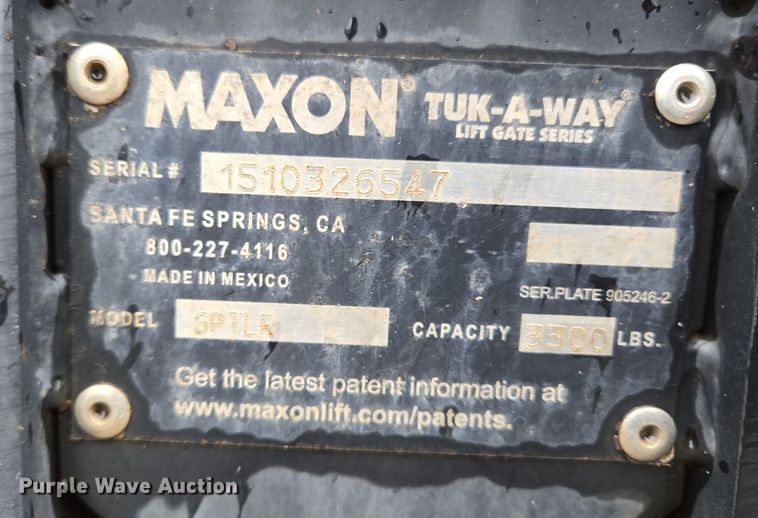 MAXON® TUK-A-WAY®
LIFT GATE SERIES
SERIAL # 1510326547
SANTA FE SPRINGS, CA
800-227-4116
MADE IN MEXICO
SER.PLATE 905246-2
MODEL GPTLR CAPACITY 3300 LBS.
Get the latest patent information at
www.maxonlift.com/patents.
Purple Wave Auction